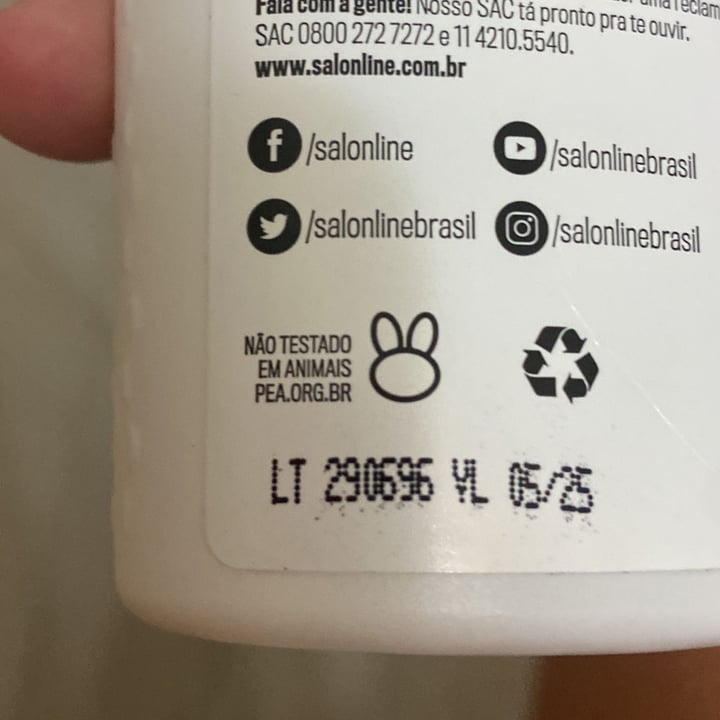 Fala com a gente! Nosso SAC tá pronto pra te ouvir.
SAC 0800 272 7272 e 11 4210.5540.
www.salonline.com.br
/salonline
/salonlinebrasil
/salonlinebrasil
/salonlinebrasil
NÃO TESTADO
EM ANIMAIS
PEA.ORG.BR
LT 290696 VL 05/25